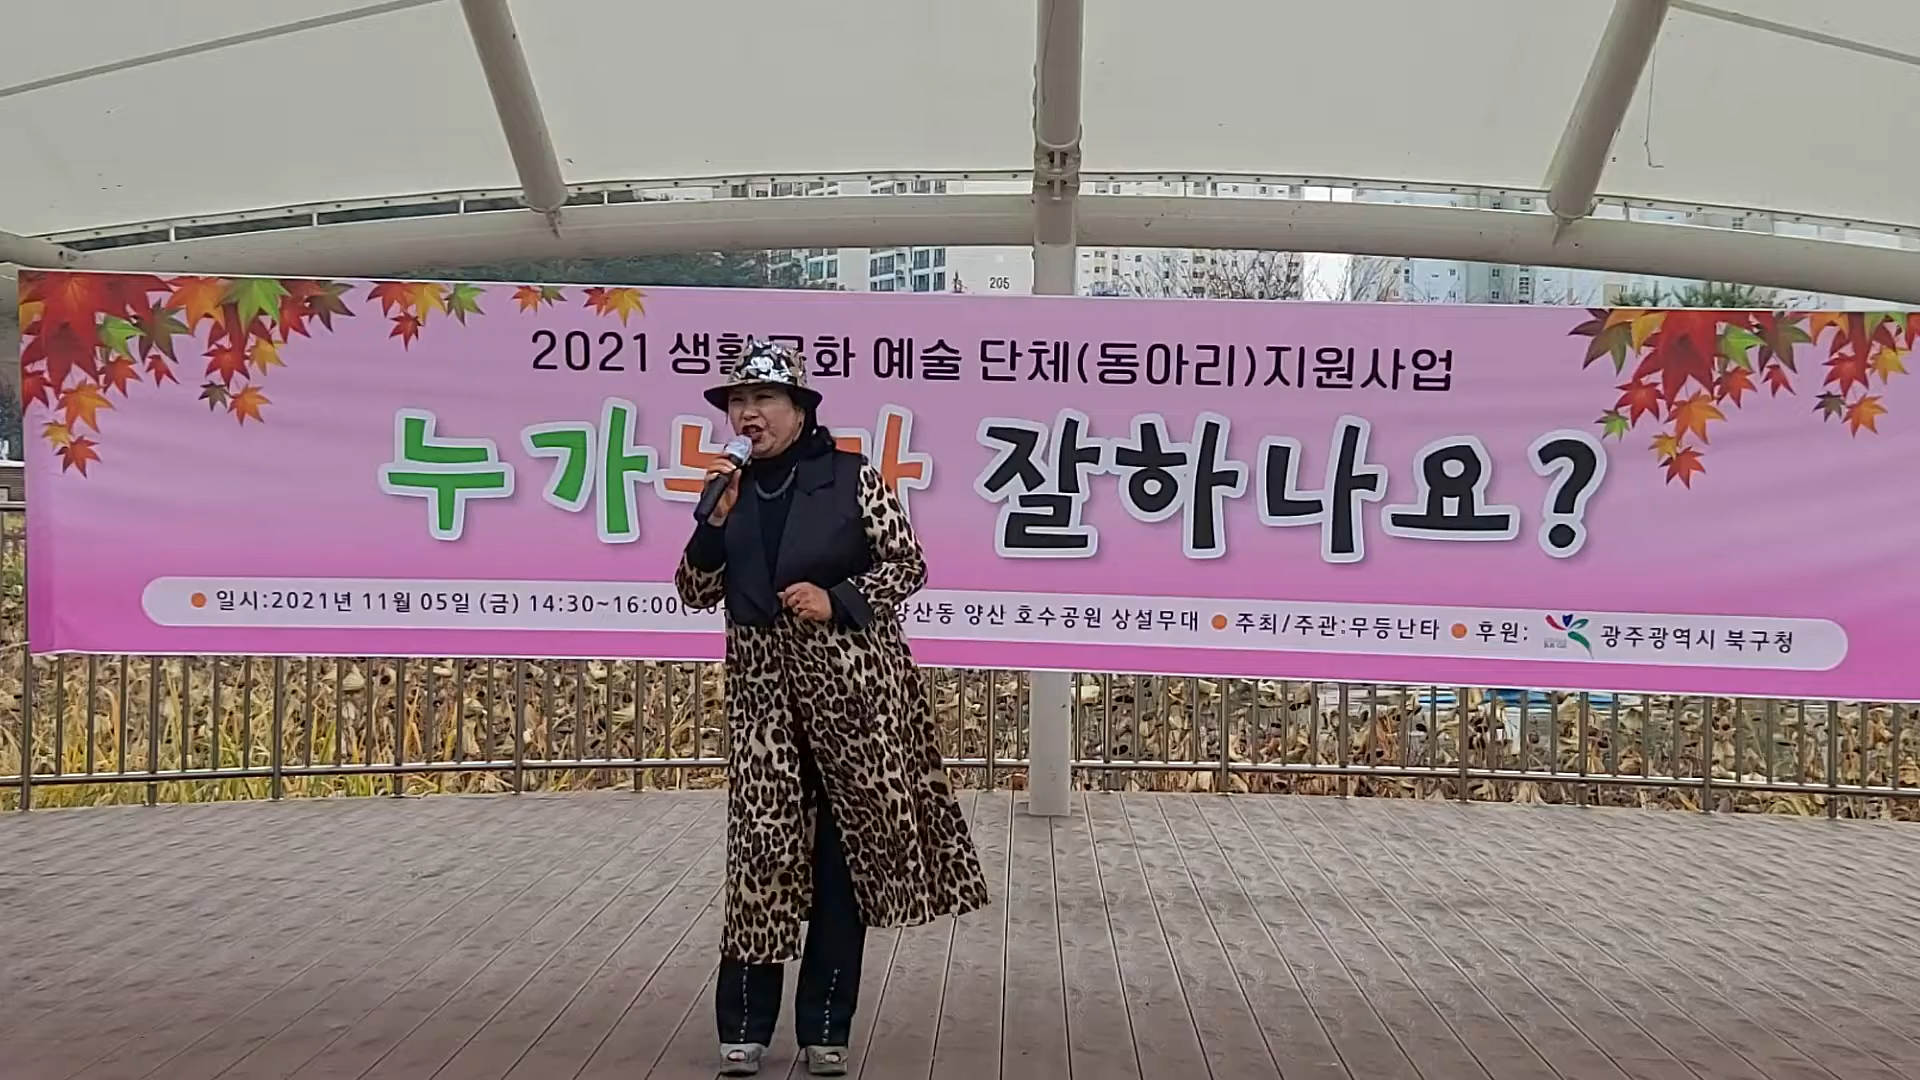 205
2021 생활문화 예술 단체(동아리)지원사업
누가 잘하나요?
일시:2021년 11월 05일 (금) 14:30~16:00 양산동 양산 호수공원 상설무대 주최/주관:무등난타 후원: 광주광역시 북구청